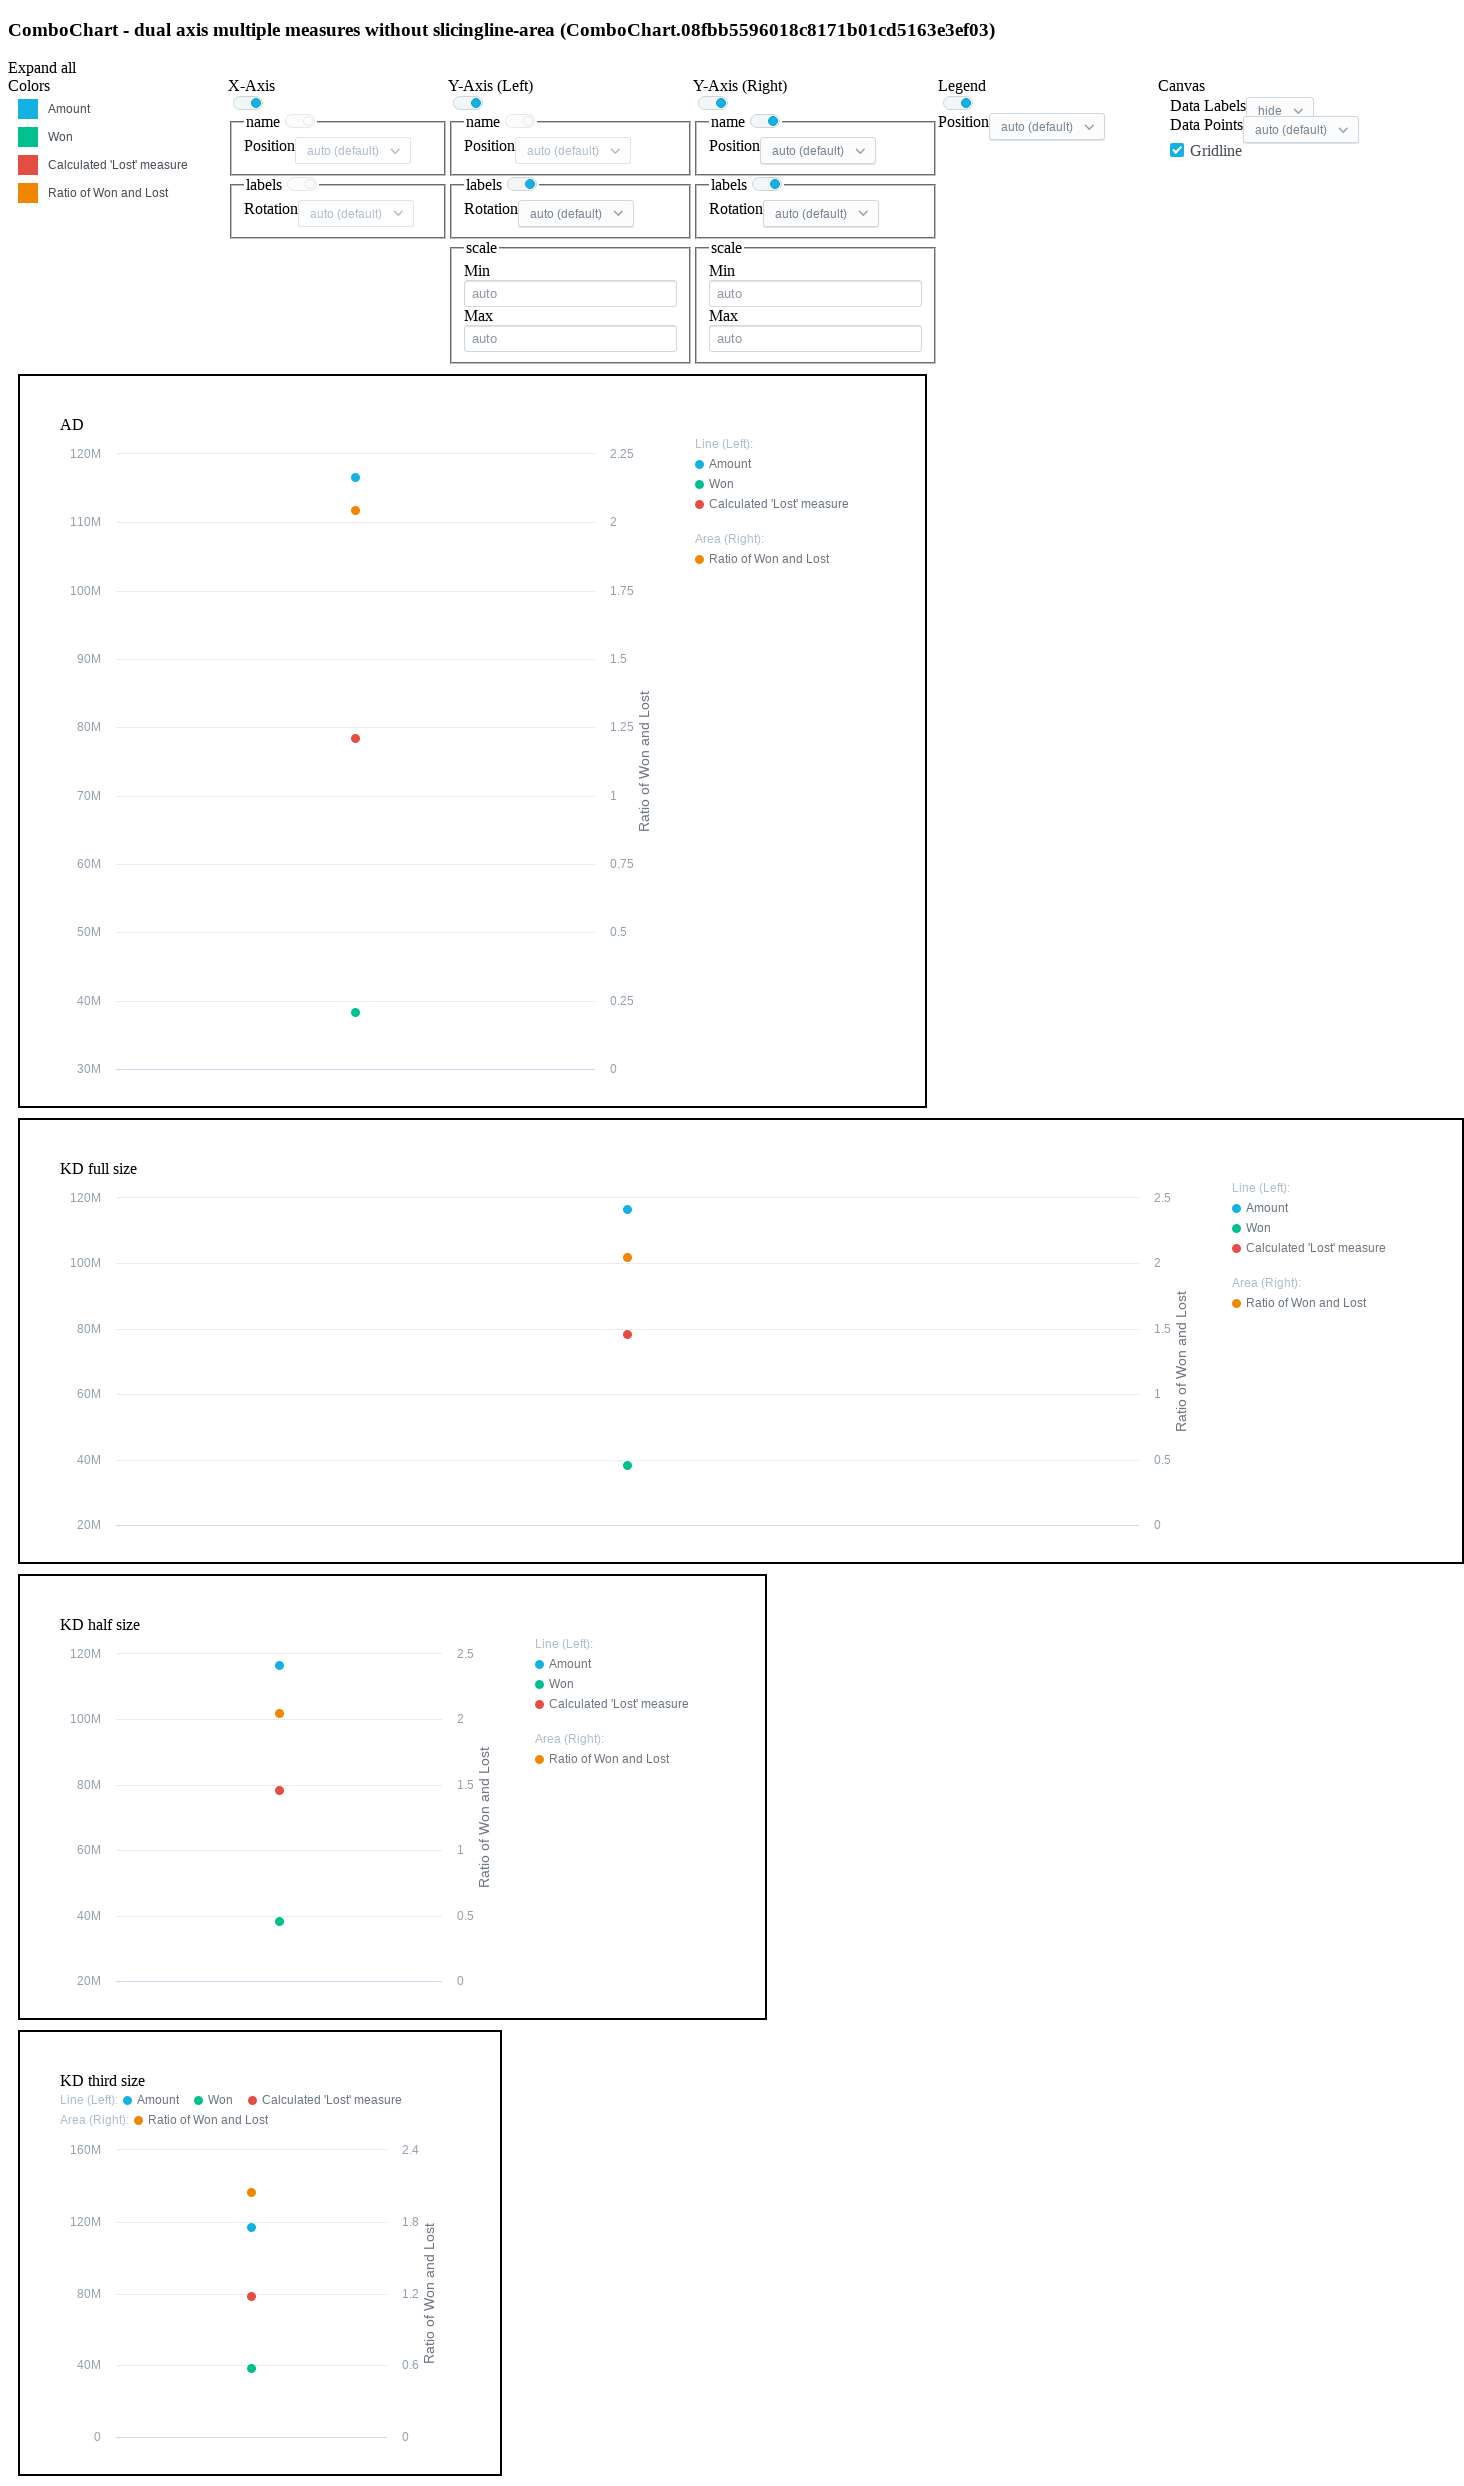 ComboChart - dual axis multiple measures without slicingline-area (ComboChart.08fbb5596018c8171b01cd5163e3ef03)
Expand all
Colors
Amount
Won
Calculated 'Lost' measure
Ratio of Won and Lost
X-Axis
name
Position auto (default)
labels
Rotation auto (default)
Y-Axis (Left)
name
Position auto (default)
labels
Rotation auto (default)
scale
Min
auto
Max
auto
Y-Axis (Right)
name
Position auto (default)
labels
Rotation auto (default)
scale
Min
auto
Max
auto
Legend
Position auto (default)
Canvas
Data Labels hide
Data Points auto (default)
Gridline
AD
120M
110M
100M
90M
80M
70M
60M
50M
40M
30M
2.25
2
1.75
1.5
1.25
1
0.75
0.5
0.25
0
Ratio of Won and Lost
Line (Left):
Amount
Won
Calculated 'Lost' measure
Area (Right):
Ratio of Won and Lost
KD full size
120M
100M
80M
60M
40M
20M
2.5
2
1.5
1
0.5
0
Ratio of Won and Lost
Line (Left):
Amount
Won
Calculated 'Lost' measure
Area (Right):
Ratio of Won and Lost
KD half size
120M
100M
80M
60M
40M
20M
2.5
2
1.5
1
0.5
0
Ratio of Won and Lost
Line (Left):
Amount
Won
Calculated 'Lost' measure
Area (Right):
Ratio of Won and Lost
KD third size
Line (Left): Amount Won Calculated 'Lost' measure
Area (Right): Ratio of Won and Lost
160M
120M
80M
40M
0
2.4
1.8
1.2
0.6
0
Ratio of Won and Lost